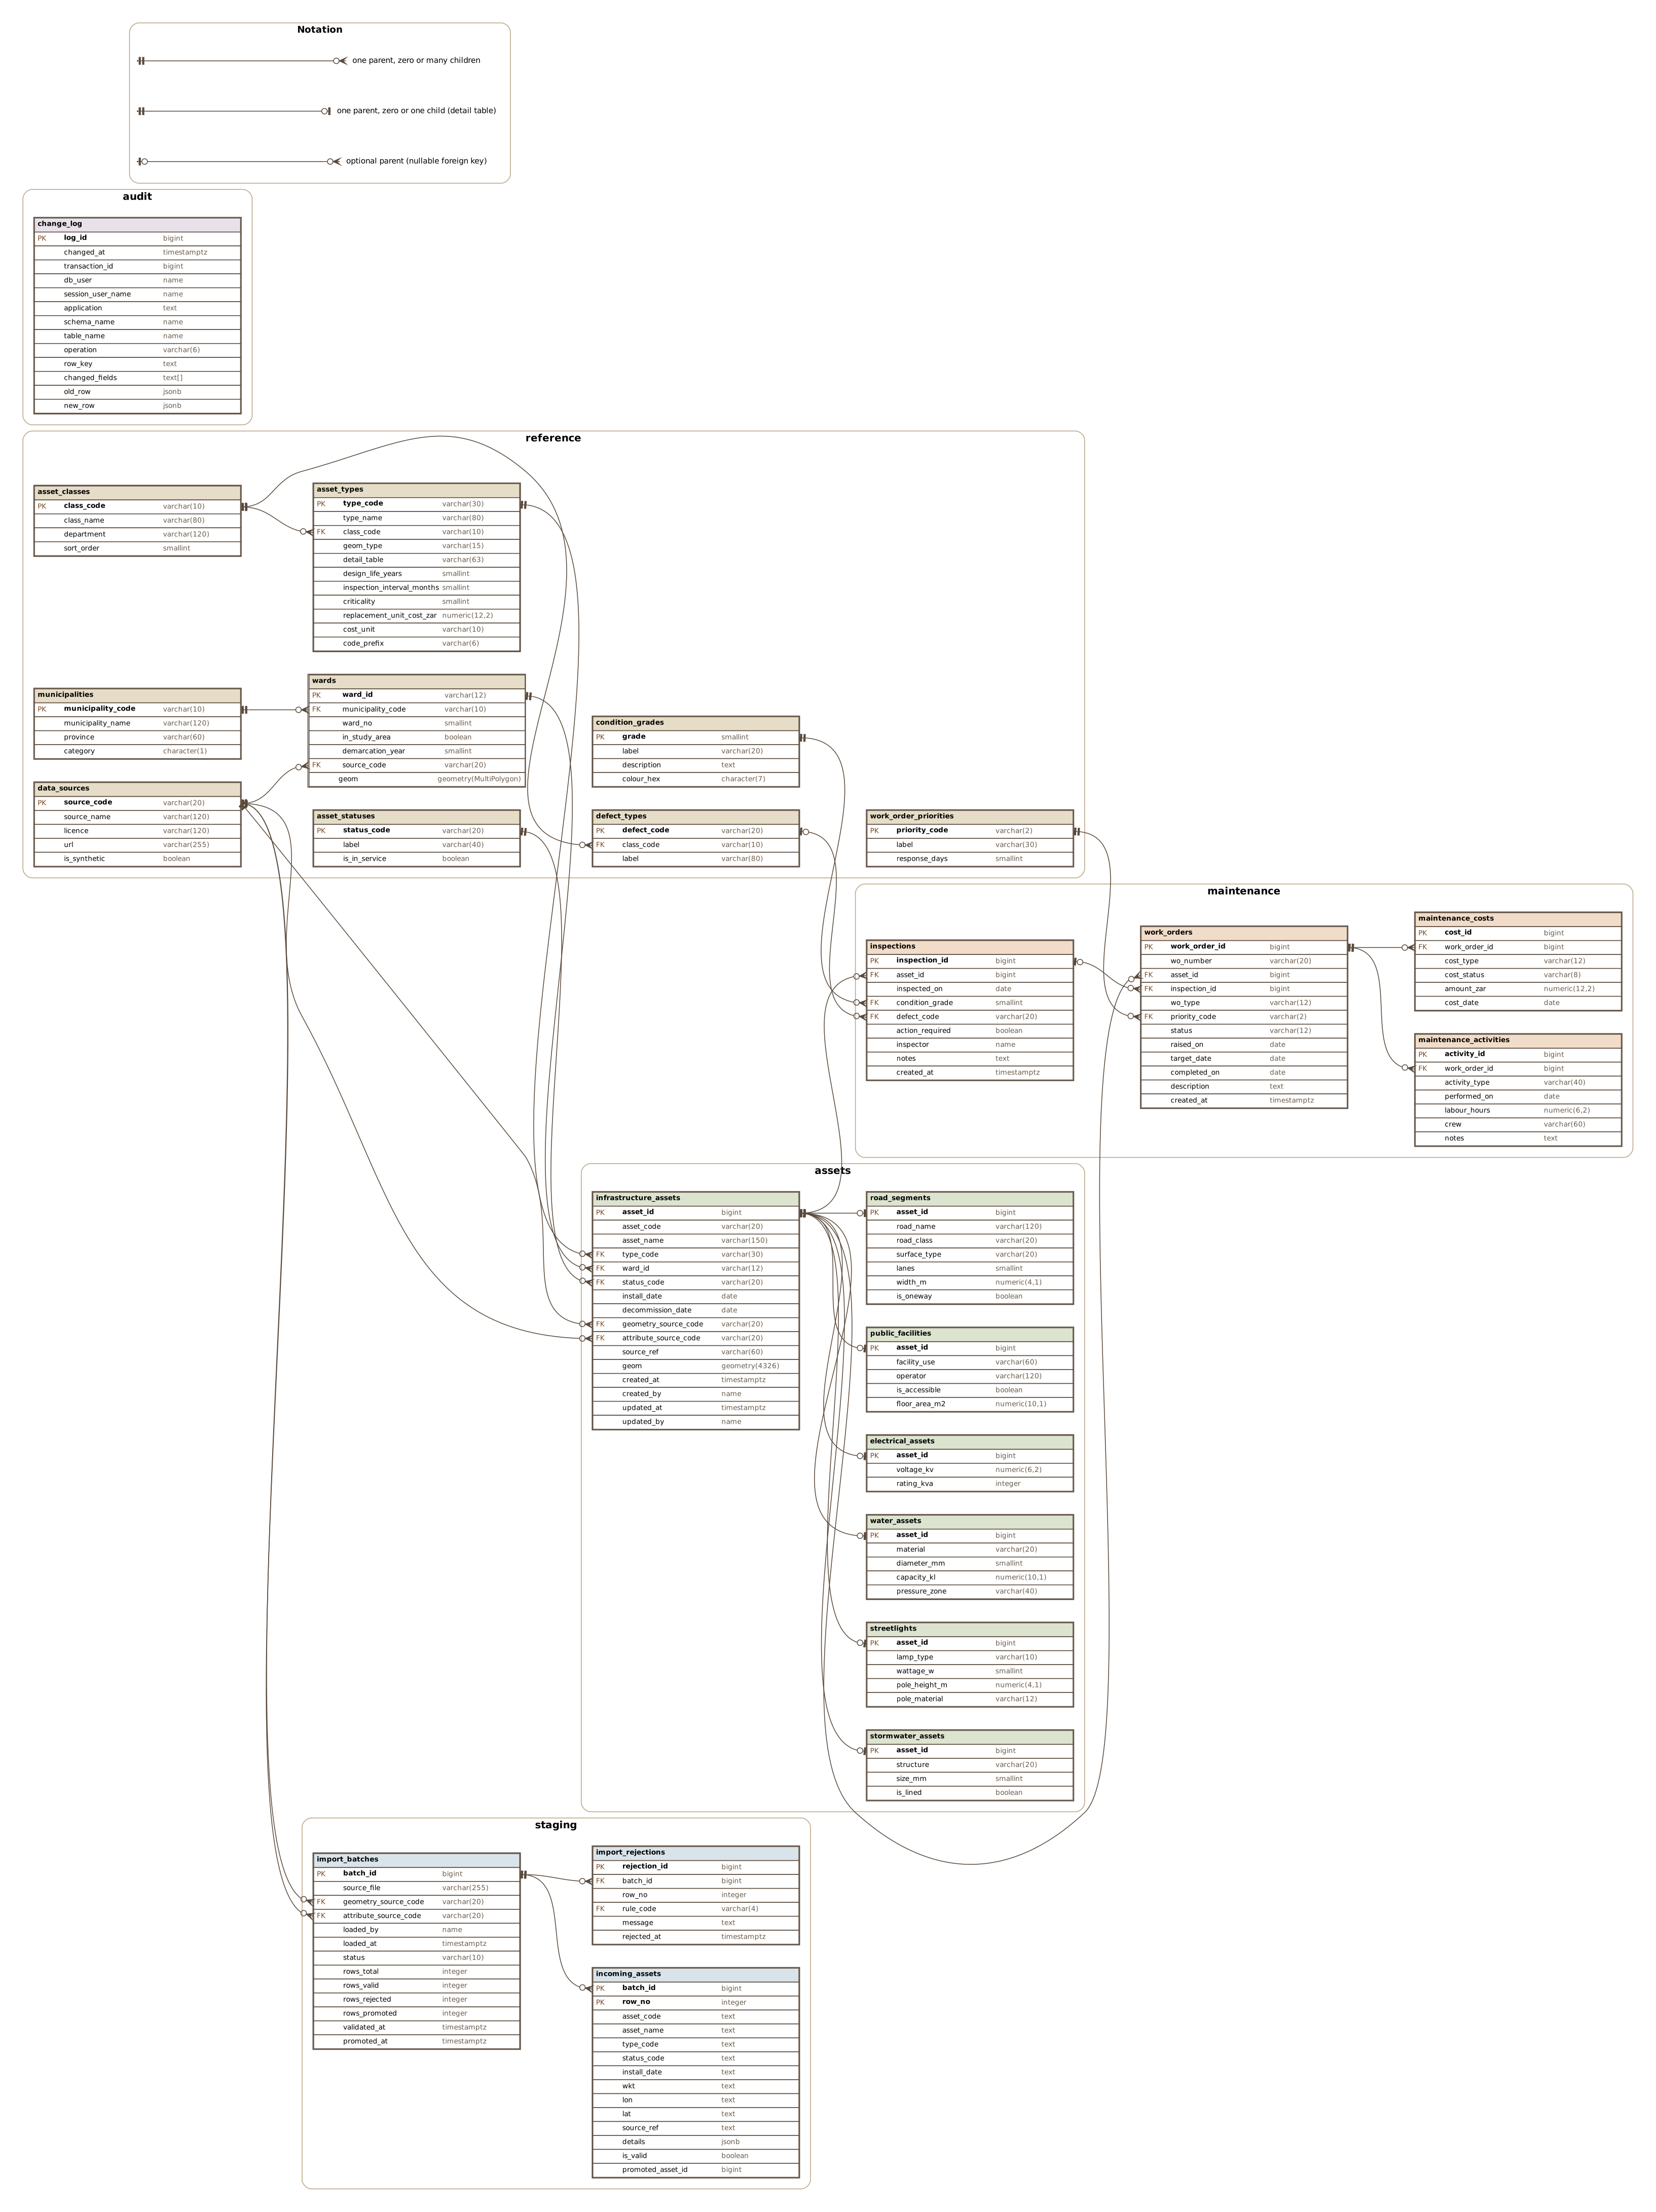 Notation
one parent, zero or many children
one parent, zero or one child (detail table)
optional parent (nullable foreign key)
audit
change_log
PK log_id bigint
changed_at timestamptz
transaction_id bigint
db_user name
session_user_name name
application text
schema_name name
table_name name
operation varchar(6)
row_key text
changed_fields text[]
old_row jsonb
new_row jsonb
reference
asset_classes
PK class_code varchar(10)
class_name varchar(80)
department varchar(120)
sort_order smallint
asset_types
PK type_code varchar(30)
type_name varchar(80)
FK class_code varchar(10)
geom_type varchar(15)
detail_table varchar(63)
design_life_years smallint
inspection_interval_months smallint
criticality smallint
replacement_unit_cost_zar numeric(12,2)
cost_unit varchar(10)
code_prefix varchar(6)
municipalities
PK municipality_code varchar(10)
municipality_name varchar(120)
province varchar(60)
category character(1)
wards
PK ward_id varchar(12)
FK municipality_code varchar(10)
ward_no smallint
in_study_area boolean
demarcation_year smallint
FK source_code varchar(20)
geom geometry(MultiPolygon)
condition_grades
PK grade smallint
label varchar(20)
description text
colour_hex character(7)
data_sources
PK source_code varchar(20)
source_name varchar(120)
licence varchar(120)
url varchar(255)
is_synthetic boolean
asset_statuses
PK status_code varchar(20)
label varchar(40)
is_in_service boolean
defect_types
PK defect_code varchar(20)
FK class_code varchar(10)
label varchar(80)
work_order_priorities
PK priority_code varchar(2)
label varchar(30)
response_days smallint
maintenance
inspections
PK inspection_id bigint
FK asset_id bigint
inspected_on date
FK condition_grade smallint
FK defect_code varchar(20)
action_required boolean
inspector name
notes text
created_at timestamptz
work_orders
PK work_order_id bigint
wo_number varchar(20)
FK asset_id bigint
FK inspection_id bigint
wo_type varchar(12)
FK priority_code varchar(2)
status varchar(12)
raised_on date
target_date date
completed_on date
description text
created_at timestamptz
maintenance_costs
PK cost_id bigint
FK work_order_id bigint
cost_type varchar(12)
cost_status varchar(8)
amount_zar numeric(12,2)
cost_date date
maintenance_activities
PK activity_id bigint
FK work_order_id bigint
activity_type varchar(40)
performed_on date
labour_hours numeric(6,2)
crew varchar(60)
notes text
assets
infrastructure_assets
PK asset_id bigint
asset_code varchar(20)
asset_name varchar(150)
FK type_code varchar(30)
FK ward_id varchar(12)
FK status_code varchar(20)
install_date date
decommission_date date
FK geometry_source_code varchar(20)
FK attribute_source_code varchar(20)
source_ref varchar(60)
geom geometry(4326)
created_at timestamptz
created_by name
updated_at timestamptz
updated_by name
road_segments
PK asset_id bigint
road_name varchar(120)
road_class varchar(20)
surface_type varchar(20)
lanes smallint
width_m numeric(4,1)
is_oneway boolean
public_facilities
PK asset_id bigint
facility_use varchar(60)
operator varchar(120)
is_accessible boolean
floor_area_m2 numeric(10,1)
electrical_assets
PK asset_id bigint
voltage_kv numeric(6,2)
rating_kva integer
water_assets
PK asset_id bigint
material varchar(20)
diameter_mm smallint
capacity_kl numeric(10,1)
pressure_zone varchar(40)
streetlights
PK asset_id bigint
lamp_type varchar(10)
wattage_w smallint
pole_height_m numeric(4,1)
pole_material varchar(12)
stormwater_assets
PK asset_id bigint
structure varchar(20)
size_mm smallint
is_lined boolean
staging
import_batches
PK batch_id bigint
source_file varchar(255)
FK geometry_source_code varchar(20)
FK attribute_source_code varchar(20)
loaded_by name
loaded_at timestamptz
status varchar(10)
rows_total integer
rows_valid integer
rows_rejected integer
rows_promoted integer
validated_at timestamptz
promoted_at timestamptz
import_rejections
PK rejection_id bigint
FK batch_id bigint
row_no integer
FK rule_code varchar(4)
message text
rejected_at timestamptz
incoming_assets
PK batch_id bigint
PK row_no integer
asset_code text
asset_name text
type_code text
status_code text
install_date text
wkt text
lon text
lat text
source_ref text
details jsonb
is_valid boolean
promoted_asset_id bigint